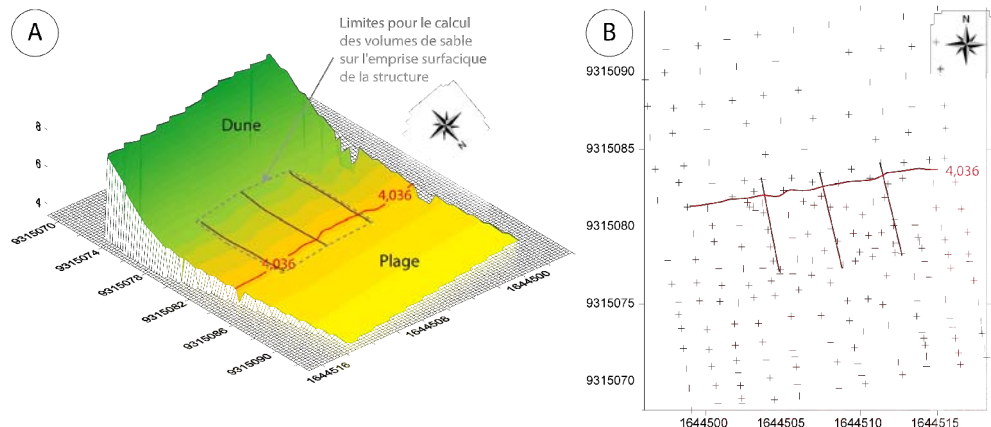 A
Limites pour le calcul
des volumes de sable
sur l'emprise surfacique
de la structure
Dune
N
8
6
4
4,036
4,036
Plage
9315070
9315074
9315078
9315082
9315086
9315090
1644516
1644508
1644500
B
N
9315090
9315085
9315080
9315075
9315070
4,036
1644500
1644505
1644510
1644515